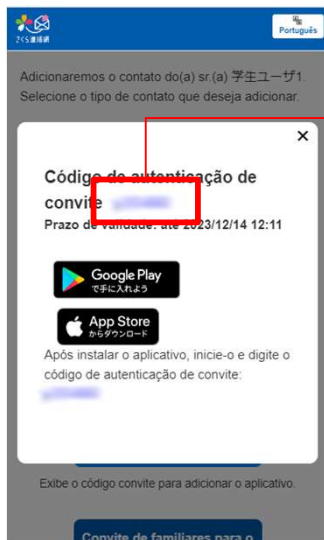 さくら連絡網
Português
Adicionaremos o contato do(a) sr.(a) 学生ユーザ1.
Selecione o tipo de contato que deseja adicionar.
×
Código de autenticação de
convite
Prazo de validade: até 2023/12/14 12:11
Google Play
で手に入れよう
App Store
からダウンロード
Após instalar o aplicativo, inicie-o e digite o
código de autenticação de convite:
Exibe o código convite para adicionar o aplicativo.
Convite de familiares para o